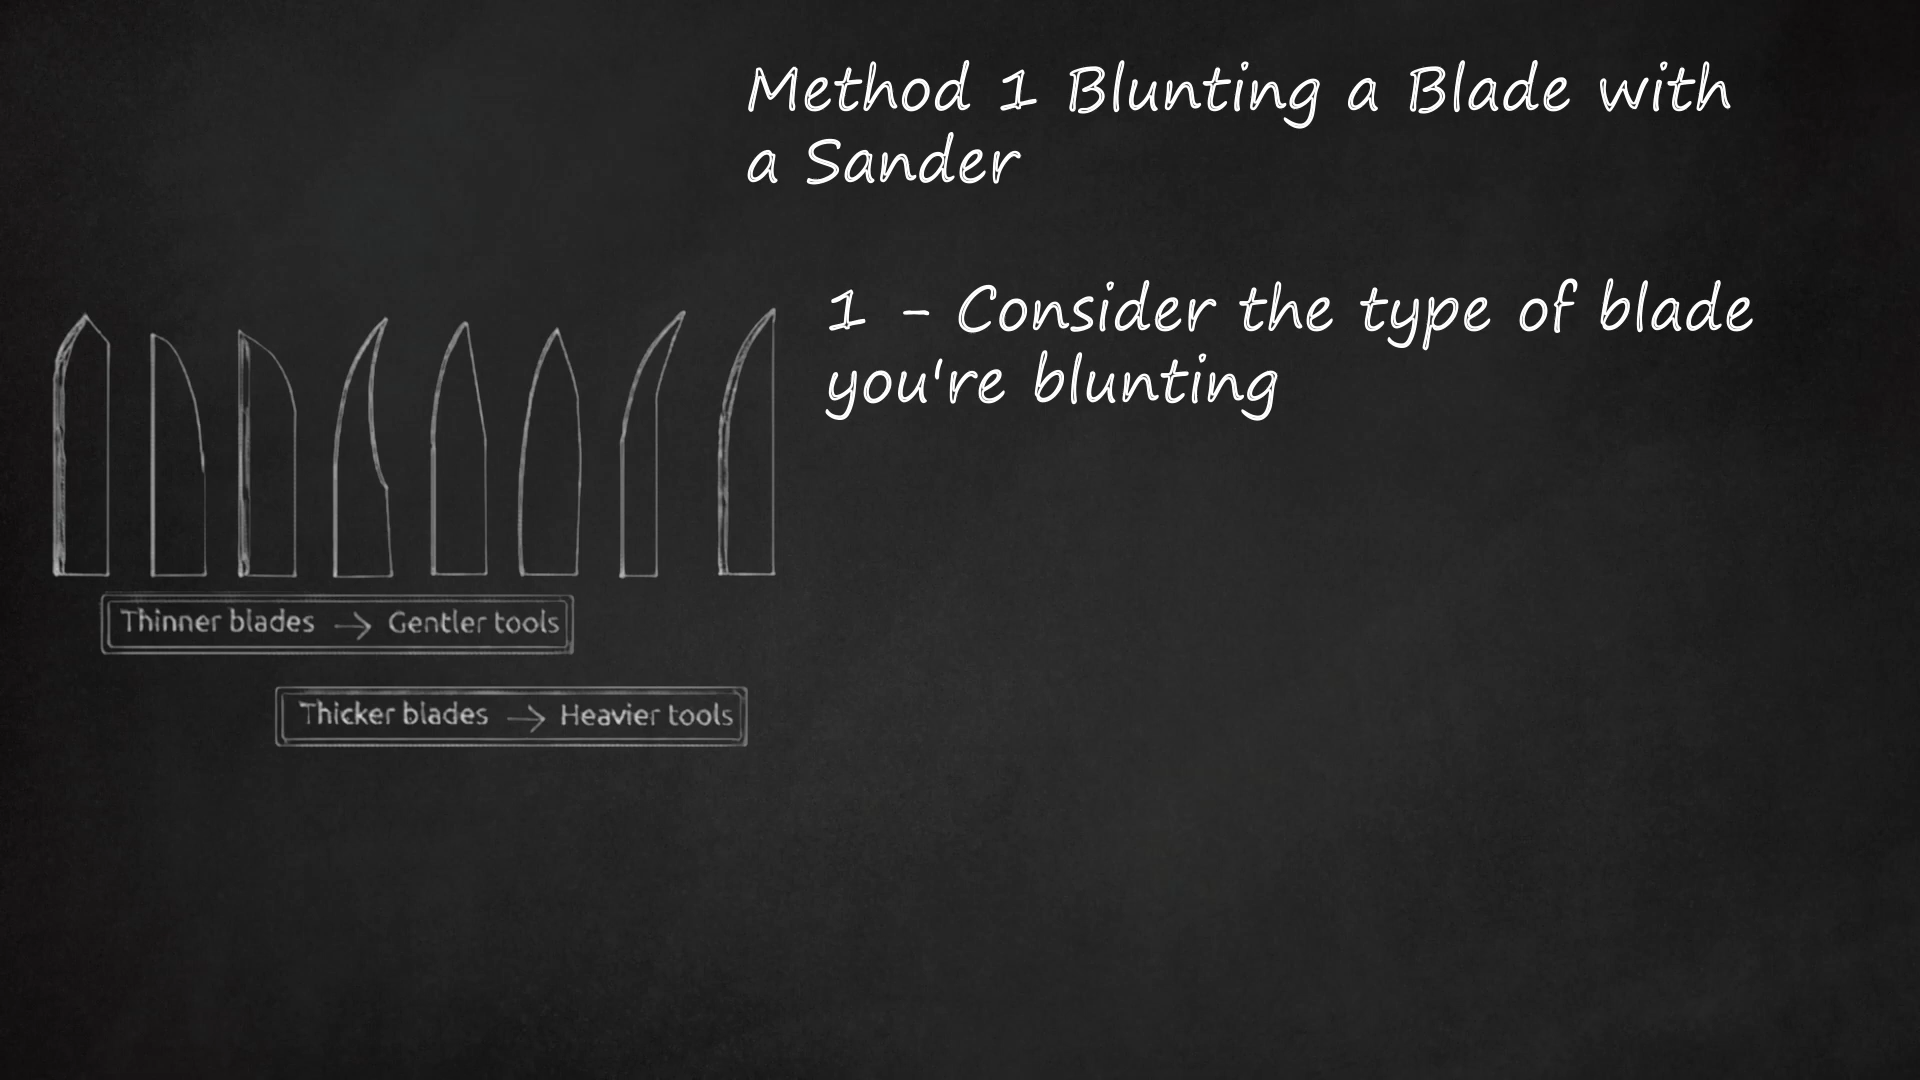 Method 1 Blunting a Blade with
a Sander
1 - Consider the type of blade
you're blunting
Thinner blades → Gentler tools
Thicker blades → Heavier tools